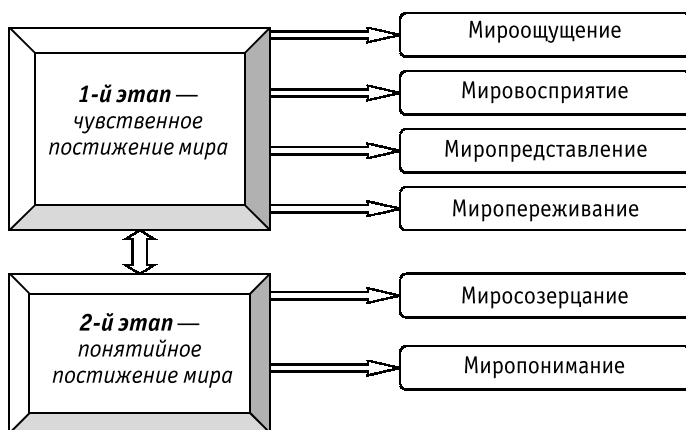 1-й этап —
чувственное
постижение мира
Мироощущение
Мировосприятие
Миропредставление
Миропереживание
2-й этап —
понятийное
постижение мира
Миросозерцание
Миропонимание